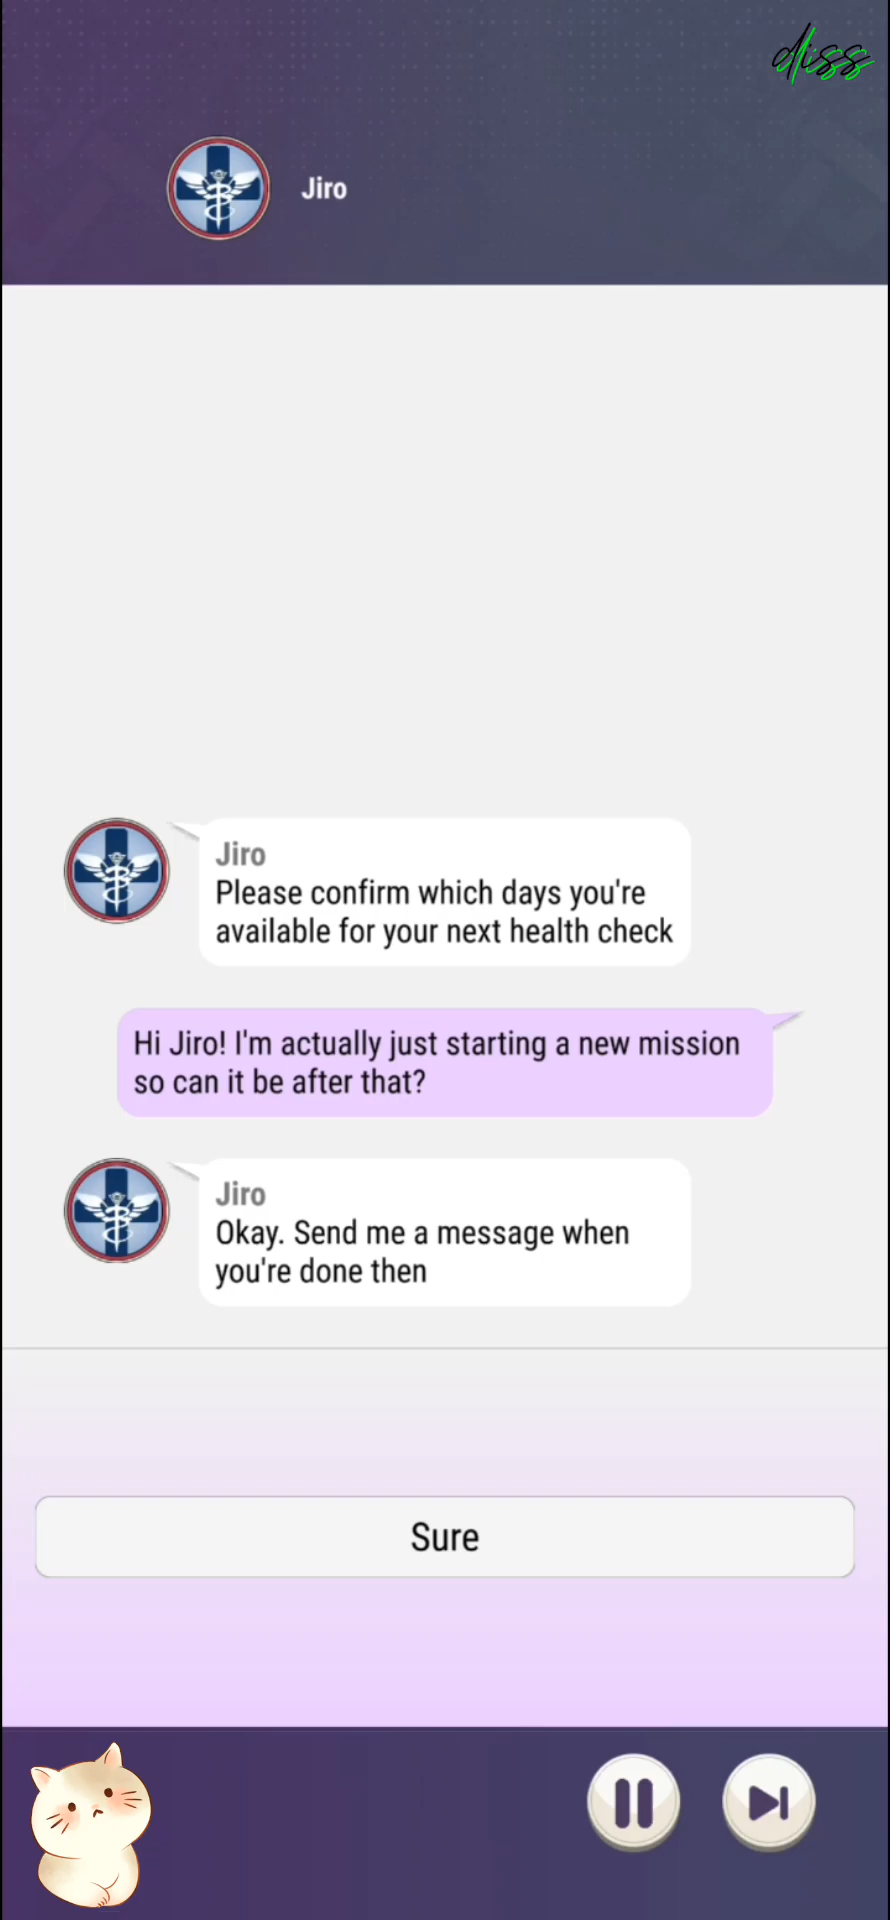 diss
Jiro
Jiro
Please confirm which days you're
available for your next health check
Hi Jiro! I'm actually just starting a new mission
so can it be after that?
Jiro
Okay. Send me a message when
you're done then
Sure